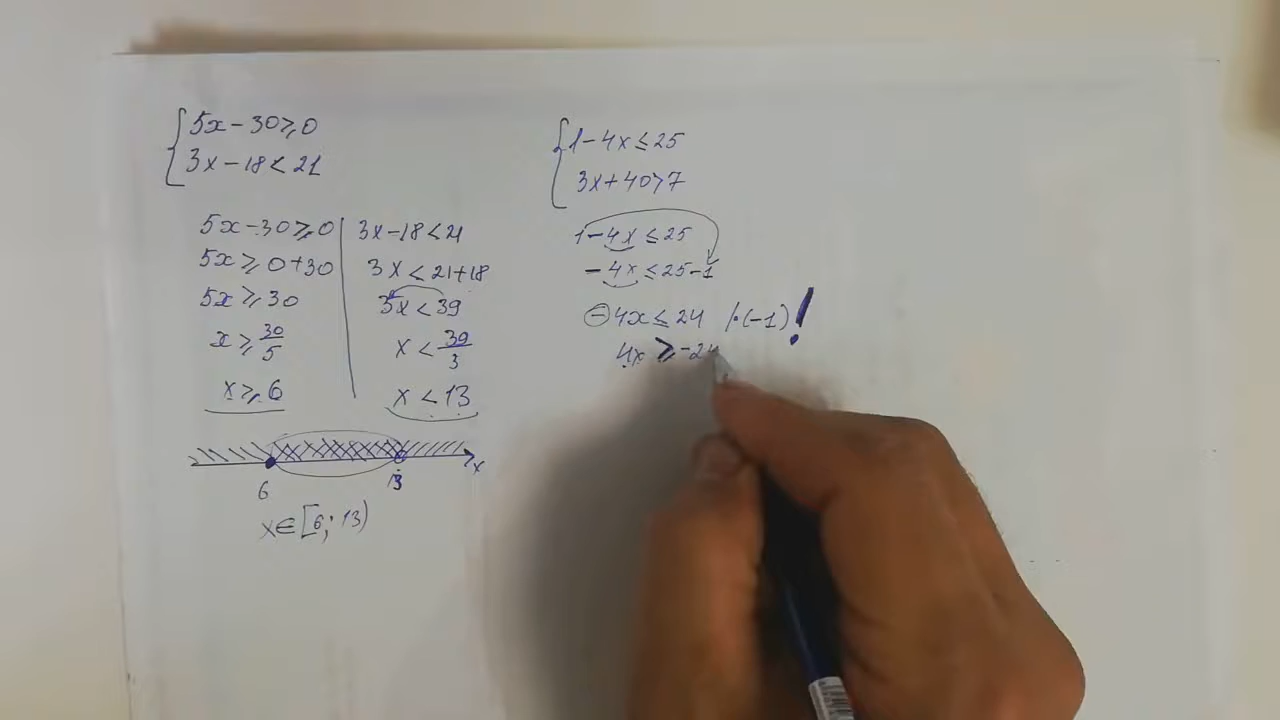 5x-30⩾0
3x-18<21
5x-30⩾0
5x⩾0+30
5x⩾30
x⩾30/5
x⩾6
3x-18<21
3x<21+18
3x<39
x<39/3
x<13
6 13 x
x∈[6; 13)
1-4x≤25
3x+40>7
1-4x≤25
-4x≤25-1
-4x≤24 /·(-1)!
4x⩾-24